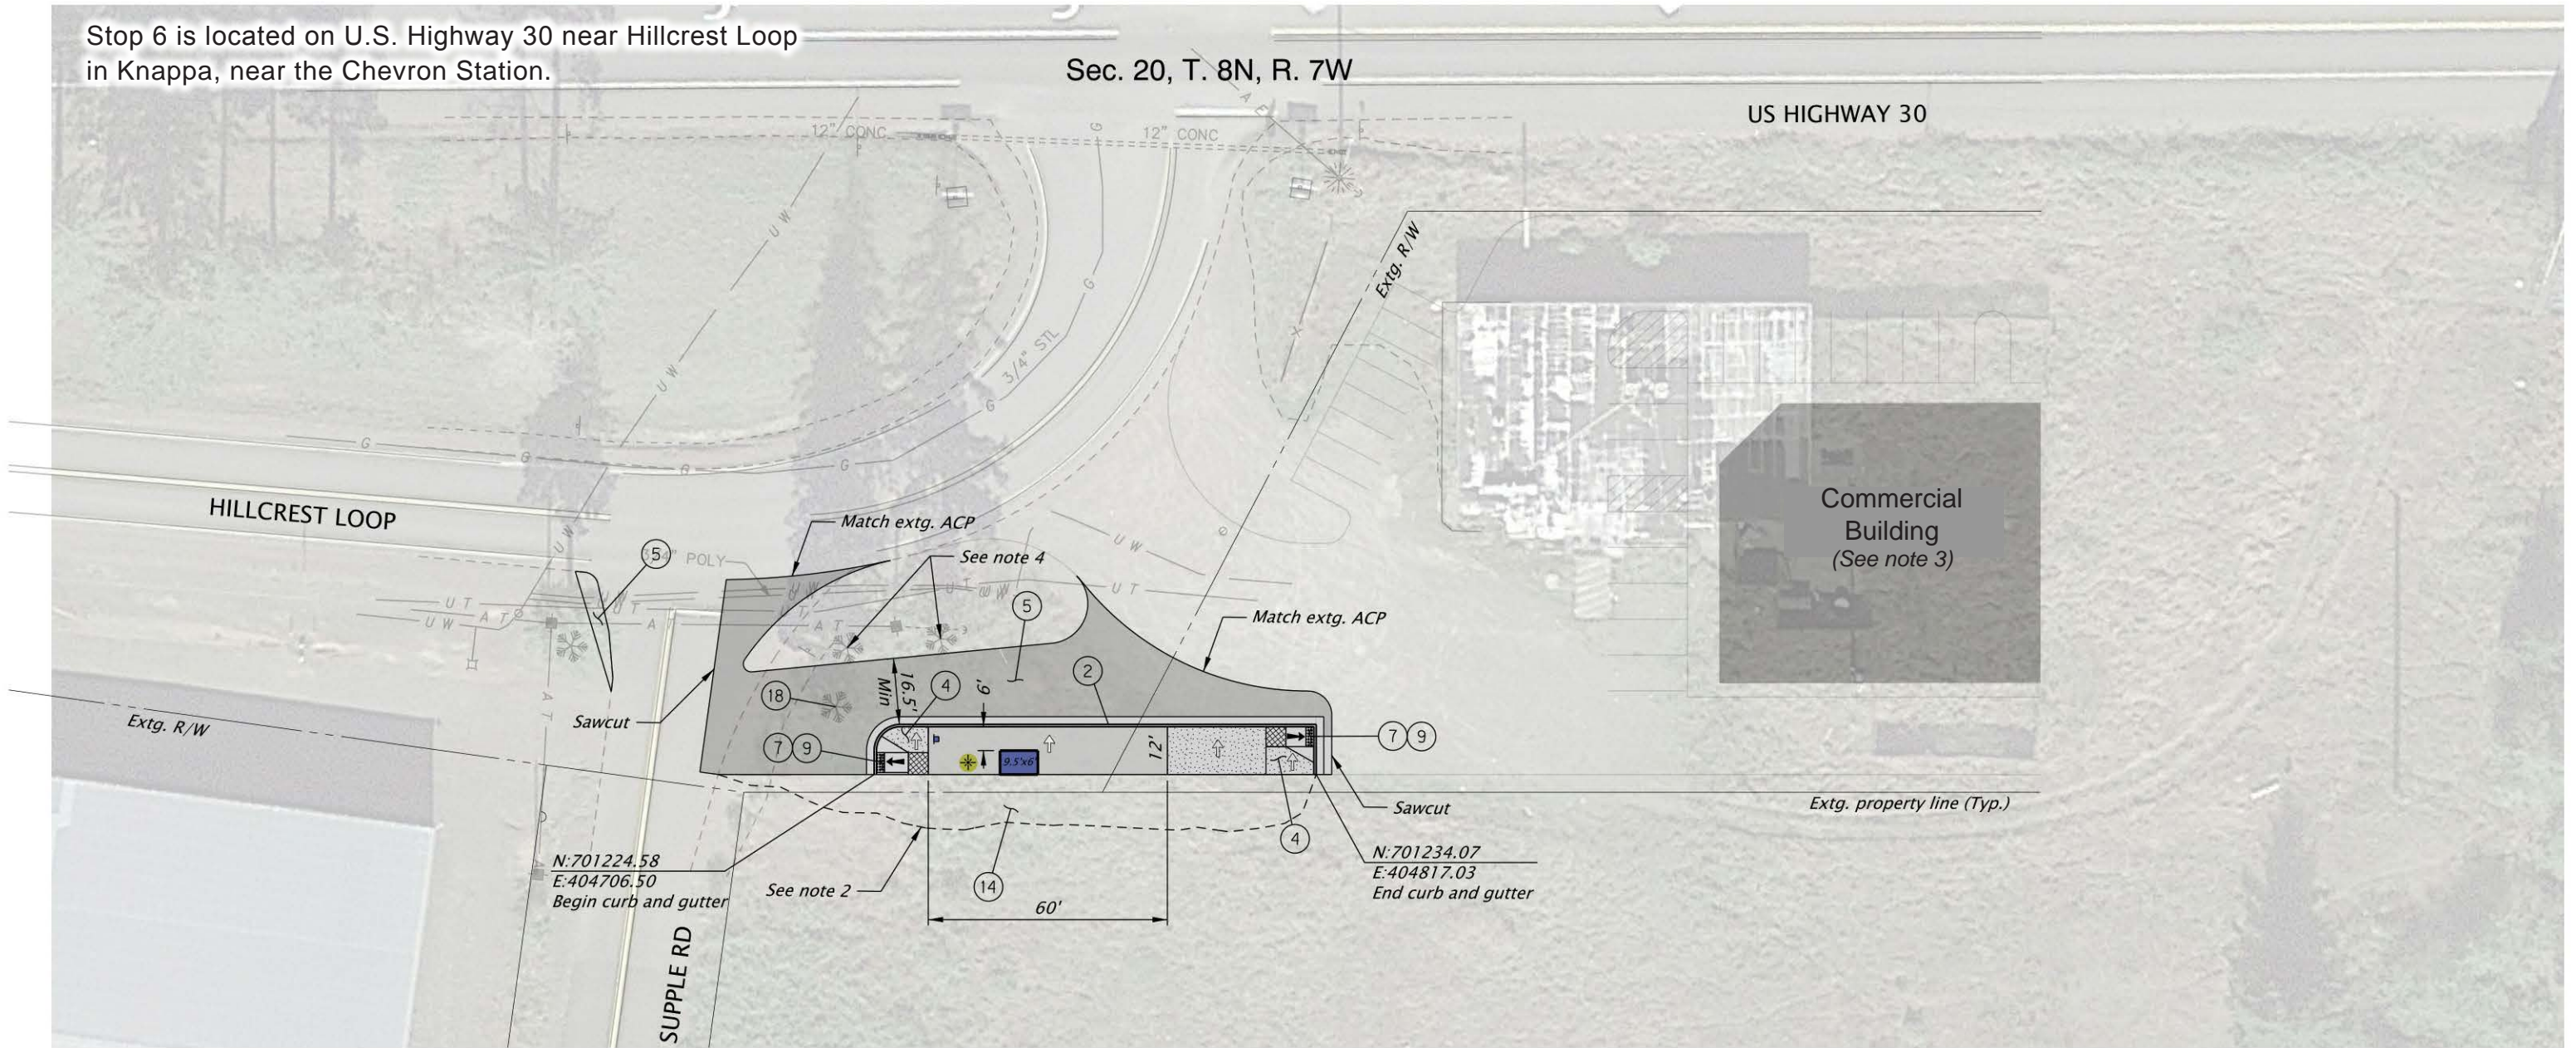 Stop 6 is located on U.S. Highway 30 near Hillcrest Loop
in Knappa, near the Chevron Station.
Sec. 20, T. 8N, R. 7W
US HIGHWAY 30
12" CONC
12" CONC
G
U W
A E
G
Extg. R/W
3/4" STL
X
U W
G
G
G
G
G
HILLCREST LOOP
Match extg. ACP
See note 4
Commercial
Building
(See note 3)
U W
U W
5
POLY
U T
U T
U T
U W
A T
A
A T
5
Match extg. ACP
2
16.5'
Min
4
6'
18
Sawcut
Extg. R/W
A T
7
9
9.5'x6'
12'
7
9
Sawcut
Extg. property line (Typ.)
4
N:701224.58
E:404706.50
Begin curb and gutter
See note 2
14
60'
N:701234.07
E:404817.03
End curb and gutter
SUPPLE RD